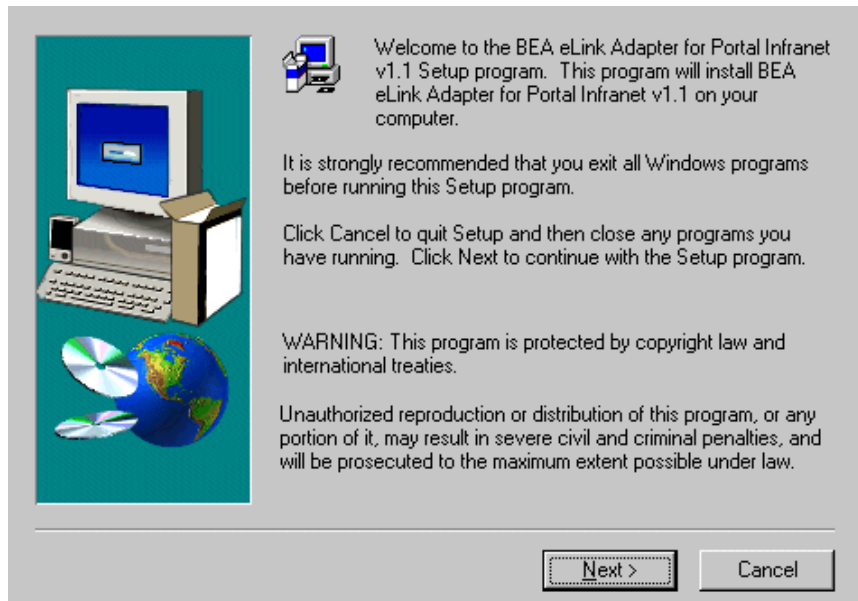 Welcome to the BEA eLink Adapter for Portal Infranet
v1.1 Setup program.  This program will install BEA
eLink Adapter for Portal Infranet v1.1 on your
computer.
It is strongly recommended that you exit all Windows programs
before running this Setup program.
Click Cancel to quit Setup and then close any programs you
have running.  Click Next to continue with the Setup program.
WARNING: This program is protected by copyright law and
international treaties.
Unauthorized reproduction or distribution of this program, or any
portion of it, may result in severe civil and criminal penalties, and
will be prosecuted to the maximum extent possible under law.
Next >
Cancel